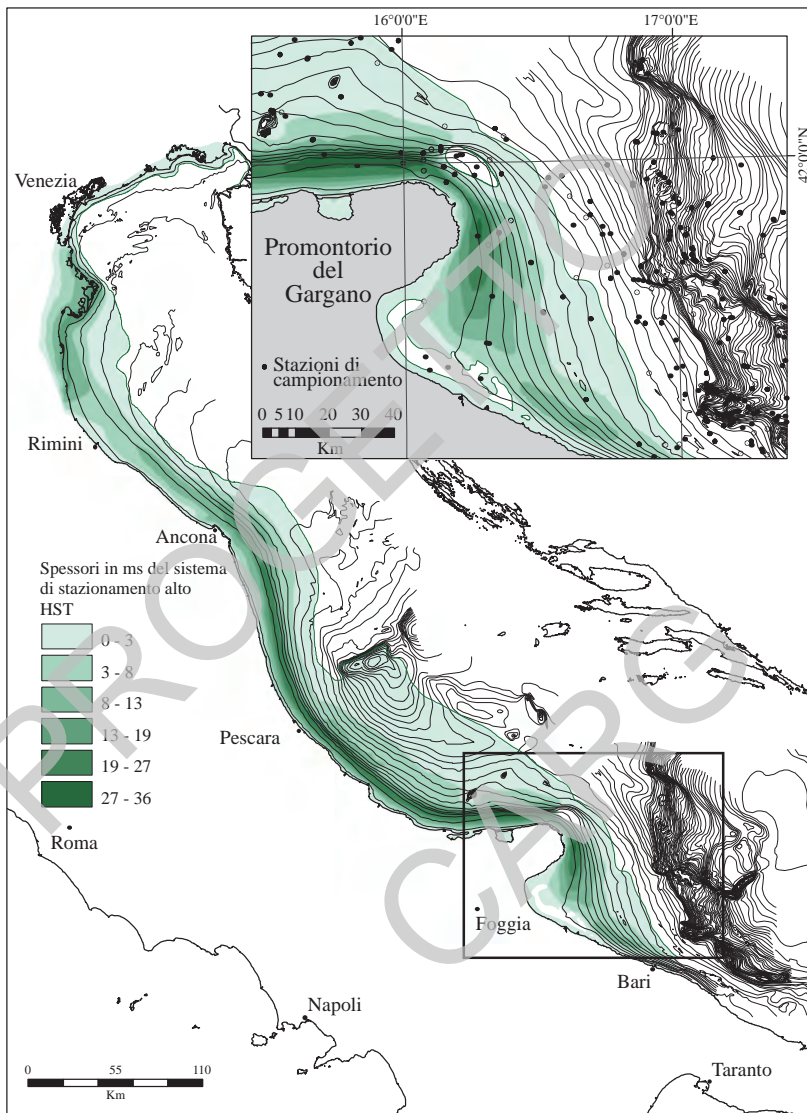 16°0'0"E
17°0'0"E
42°0'0"N
Venezia
Promontorio
del
Gargano
Stazioni di
campionamento
0 5 10 20 30 40
Km
Rimini
Ancona
Spessori in ms del sistema
di stazionamento alto
HST
0 - 3
3 - 8
8 - 13
13 - 19
19 - 27
27 - 36
Pescara
Roma
Foggia
Bari
Napoli
Taranto
0 55 110
Km
PROGETTO
CARG